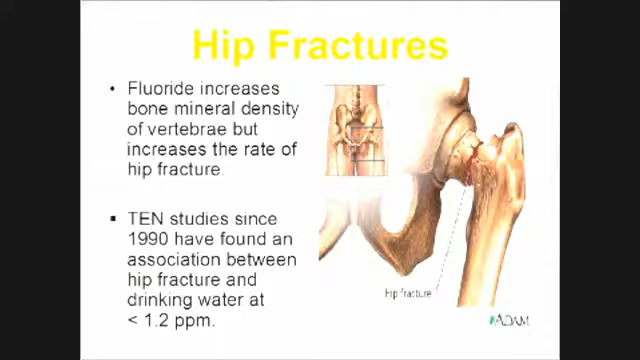 Hip Fractures
• Fluoride increases
bone mineral density
of vertebrae but
increases the rate of
hip fracture.
▪ TEN studies since
1990 have found an
association between
hip fracture and
drinking water at
< 1.2 ppm.
Hip fracture
ADAM